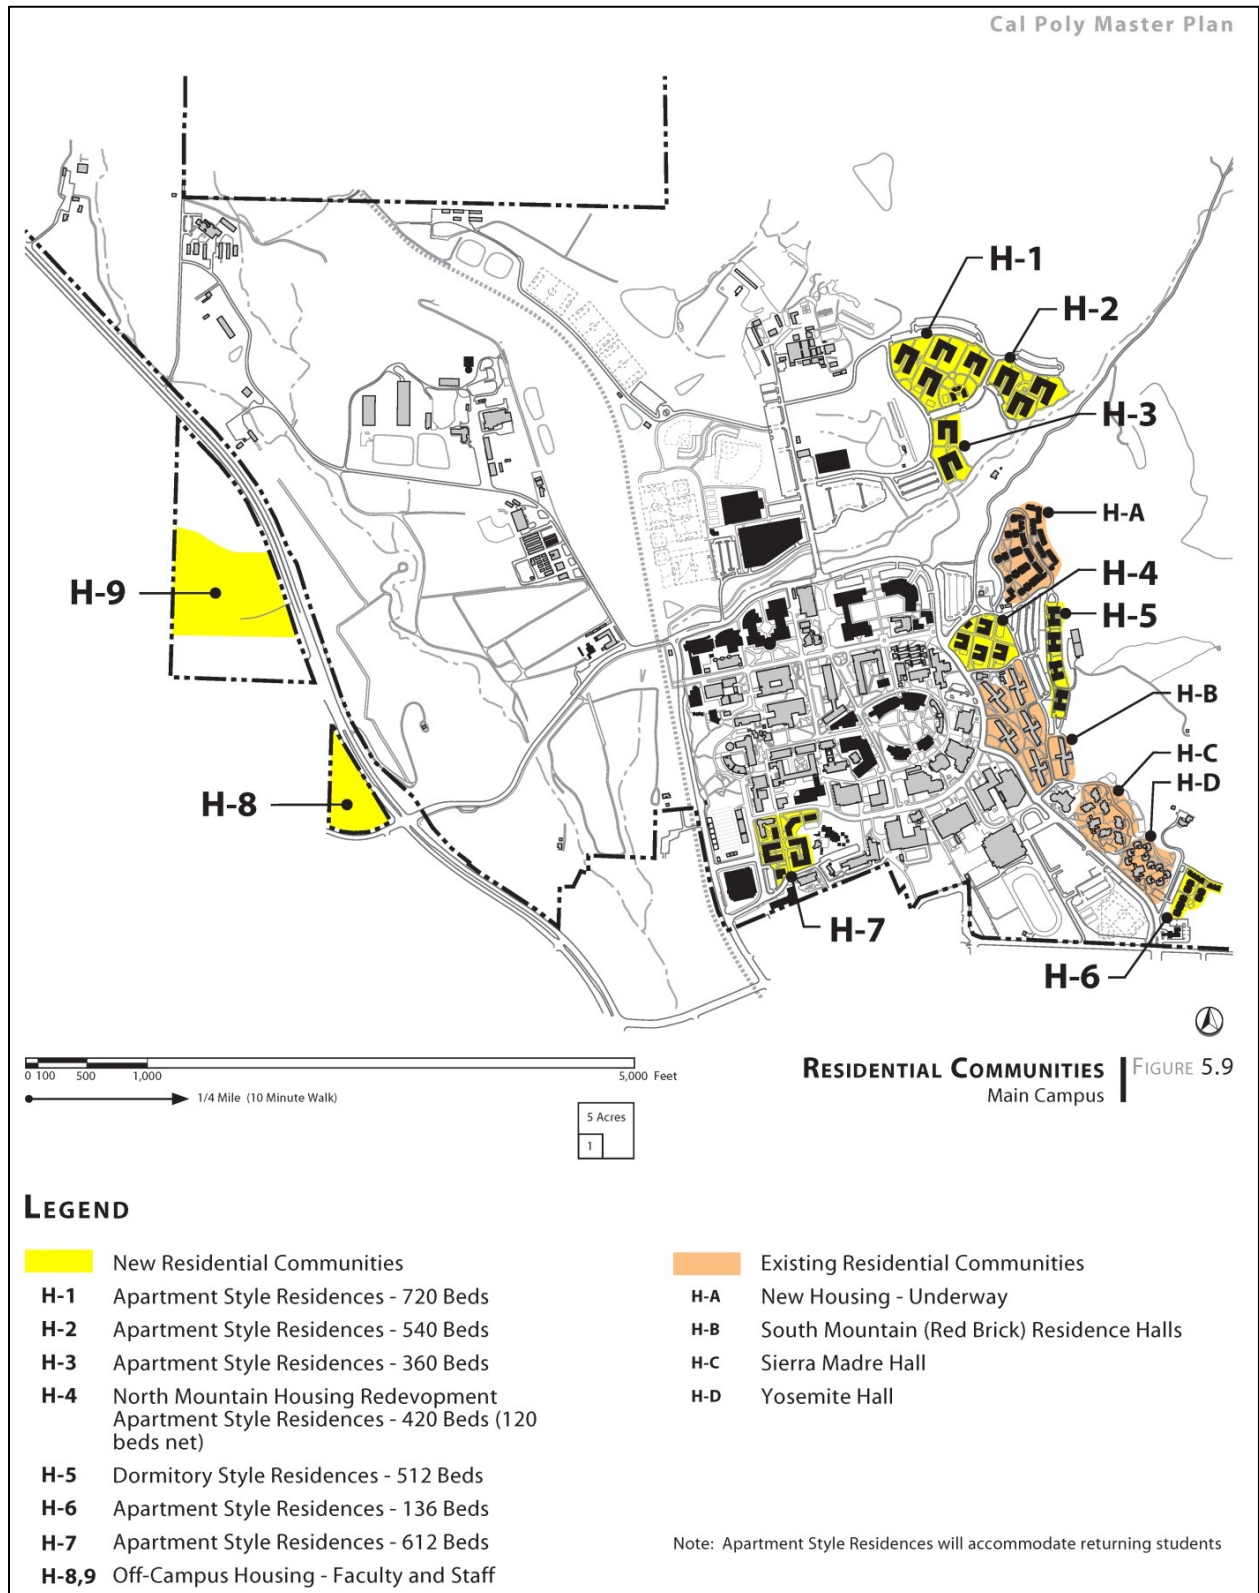 Cal Poly Master Plan
H-1
H-2
H-3
H-A
H-4
H-5
H-9
H-B
H-C
H-D
H-8
H-7
H-6
0 100 500 1,000 5,000 Feet
1/4 Mile (10 Minute Walk)
5 Acres
1
RESIDENTIAL COMMUNITIES
Main Campus
FIGURE 5.9
LEGEND
New Residential Communities
H-1 Apartment Style Residences - 720 Beds
H-2 Apartment Style Residences - 540 Beds
H-3 Apartment Style Residences - 360 Beds
H-4 North Mountain Housing Redevopment
Apartment Style Residences - 420 Beds (120
beds net)
H-5 Dormitory Style Residences - 512 Beds
H-6 Apartment Style Residences - 136 Beds
H-7 Apartment Style Residences - 612 Beds
H-8,9 Off-Campus Housing - Faculty and Staff
Existing Residential Communities
H-A New Housing - Underway
H-B South Mountain (Red Brick) Residence Halls
H-C Sierra Madre Hall
H-D Yosemite Hall
Note: Apartment Style Residences will accommodate returning students